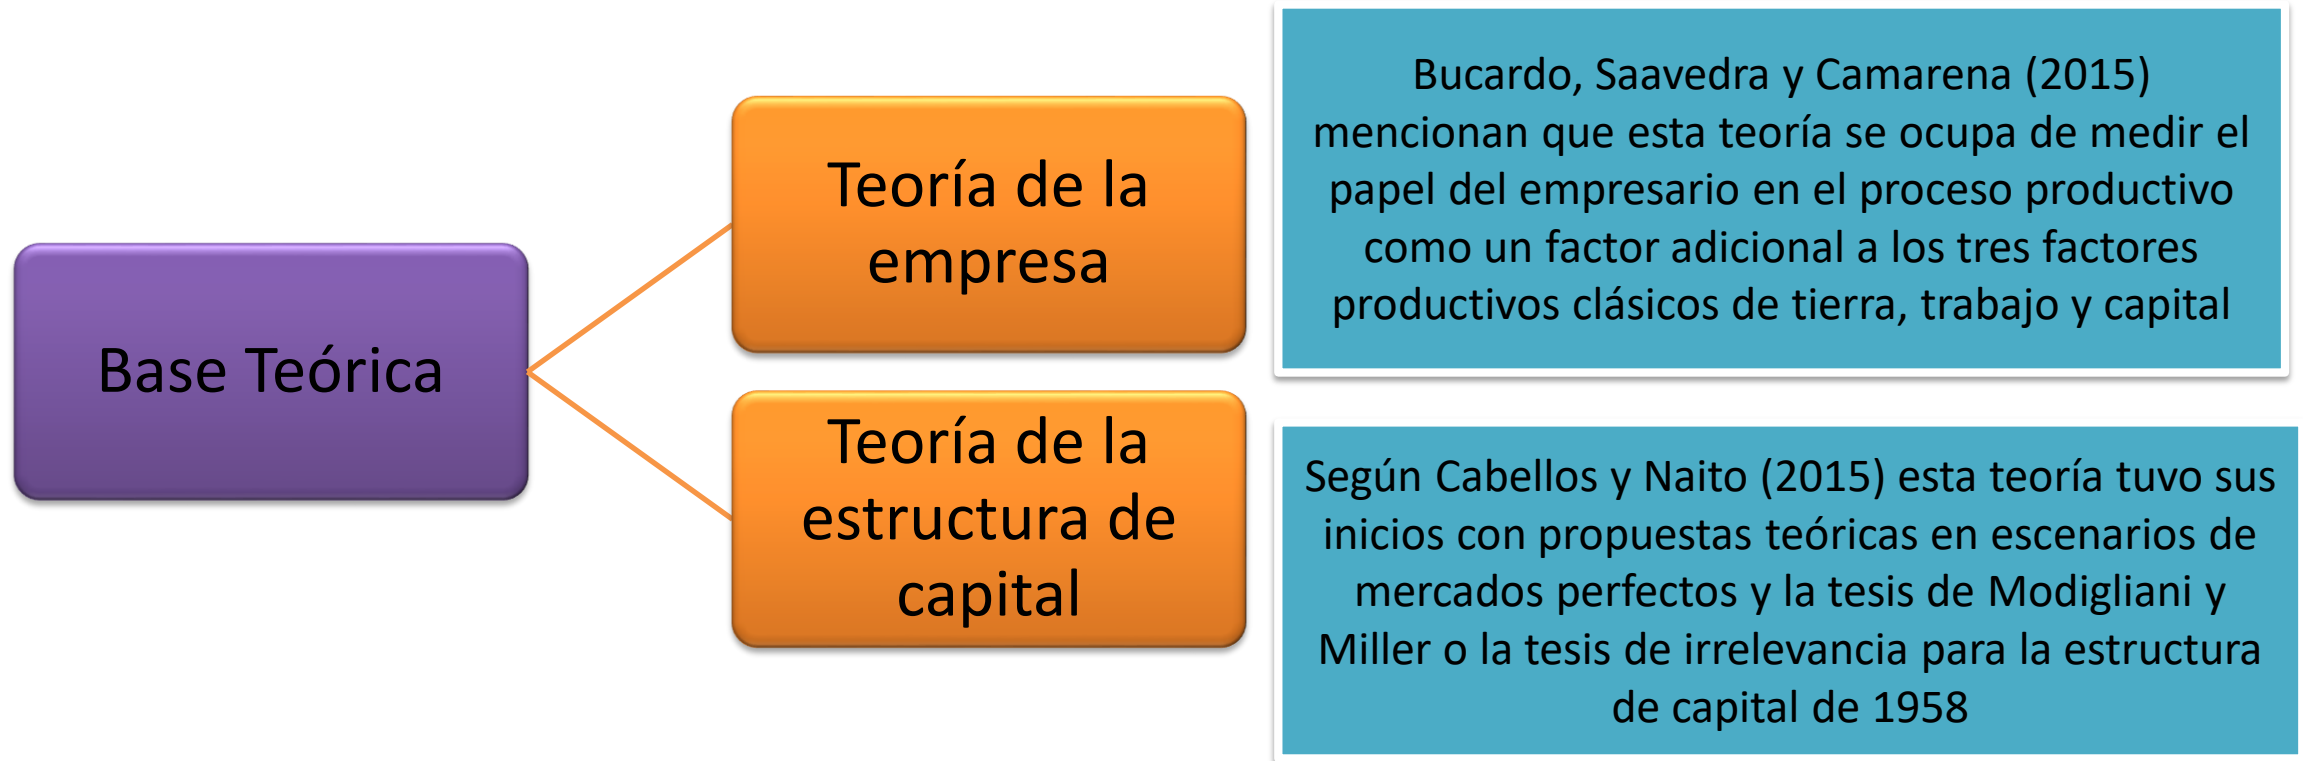 Base Teórica
Teoría de la
empresa
Bucardo, Saavedra y Camarena (2015)
mencionan que esta teoría se ocupa de medir el
papel del empresario en el proceso productivo
como un factor adicional a los tres factores
productivos clásicos de tierra, trabajo y capital
Teoría de la
estructura de
capital
Según Cabellos y Naito (2015) esta teoría tuvo sus
inicios con propuestas teóricas en escenarios de
mercados perfectos y la tesis de Modigliani y
Miller o la tesis de irrelevancia para la estructura
de capital de 1958